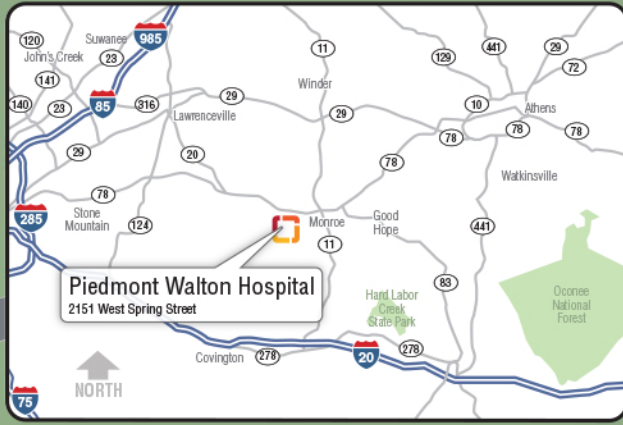 120
Suwanee
985
11
441
29
John's Creek
23
129
72
141
Winder
140
23
85
316
29
10
Athens
Lawrenceville
29
78
78
78
29
20
78
78
Watkinsville
285
Stone
Mountain
124
Monroe
Good
Hope
441
11
Piedmont Walton Hospital
2151 West Spring Street
83
Hard Labor
Creek
State Park
Oconee
National
Forest
Covington
278
20
278
NORTH
75